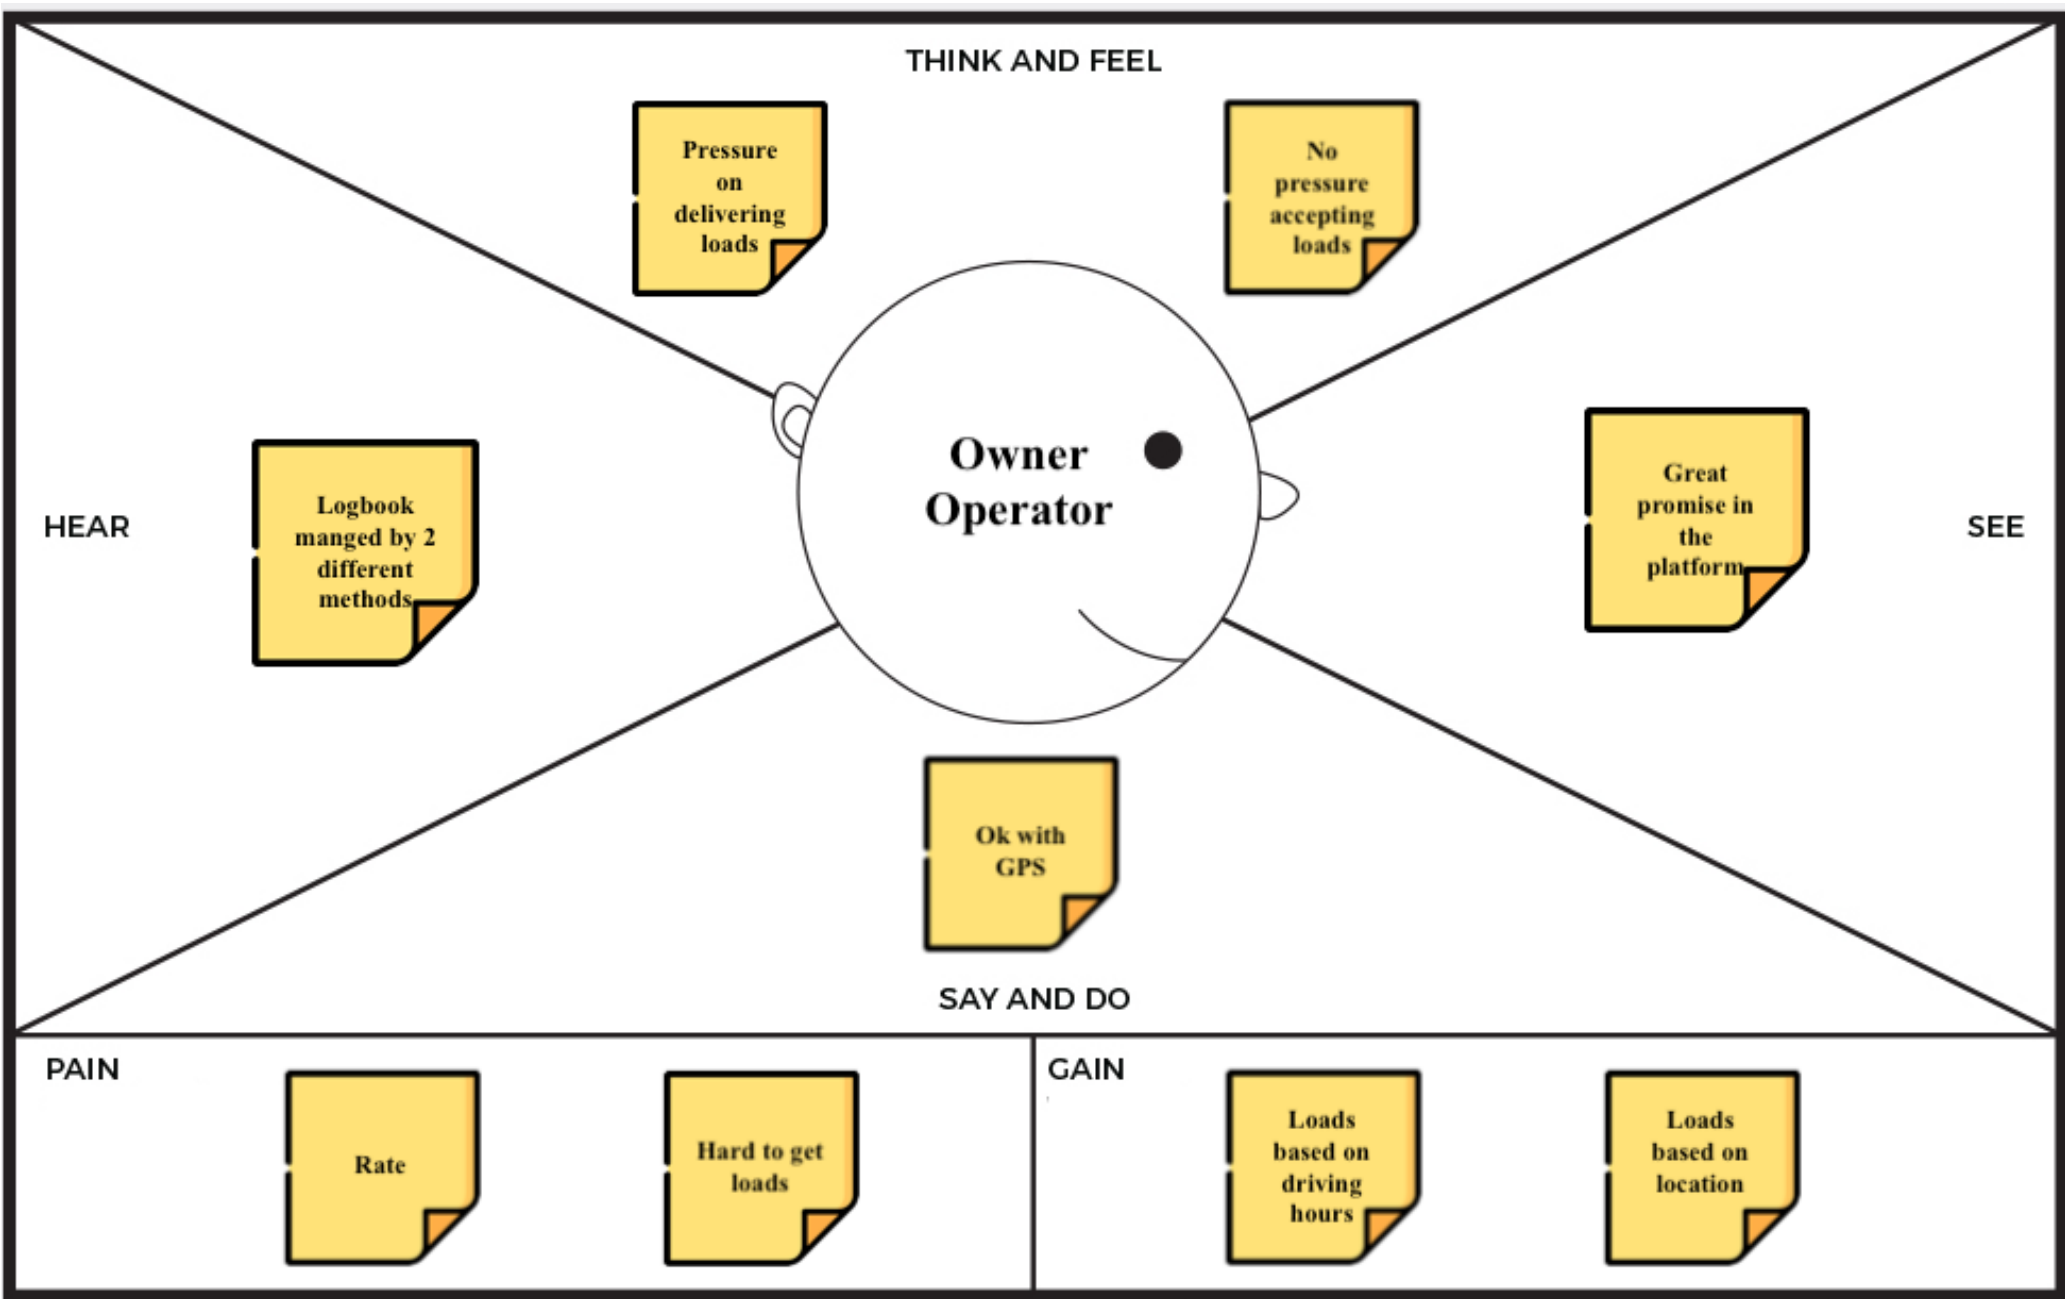 THINK AND FEEL
Pressure
on
delivering
loads
No
pressure
accepting
loads
HEAR
Logbook
manged by 2
different
methods
Owner
Operator
Great
promise in
the
platform
SEE
Ok with
GPS
SAY AND DO
PAIN
Rate
Hard to get
loads
GAIN
Loads
based on
driving
hours
Loads
based on
location